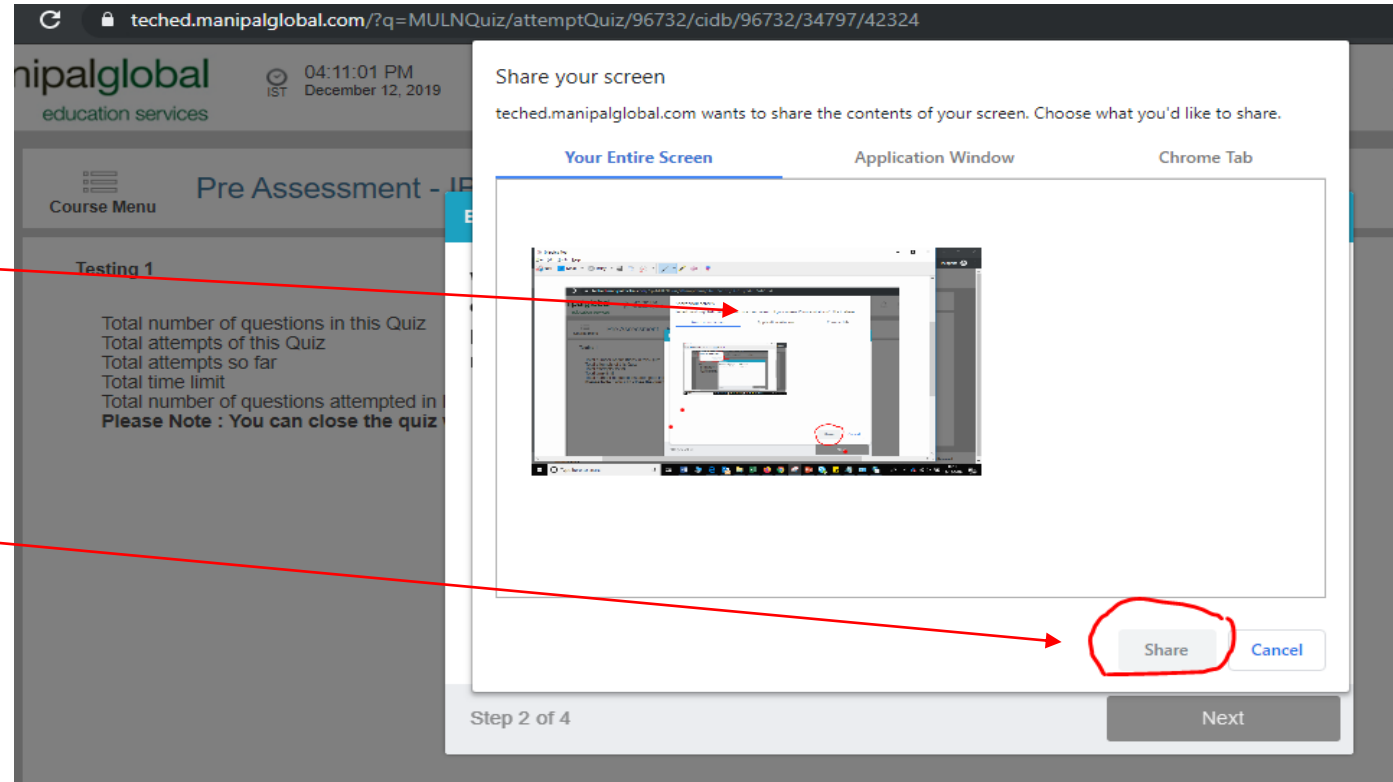 teched.manipalglobal.com/?q=MULNQuiz/attemptQuiz/96732/cidb/96732/34797/42324
nipalglobal
education services
04:11:01 PM
IST December 12, 2019
Course Menu
Pre Assessment -
Testing 1
Total number of questions in this Quiz
Total attempts of this Quiz
Total attempts so far
Total time limit
Total number of questions attempted in
Please Note : You can close the quiz
Share your screen
teched.manipalglobal.com wants to share the contents of your screen. Choose what you'd like to share.
Your Entire Screen
Application Window
Chrome Tab
Share
Cancel
Step 2 of 4
Next